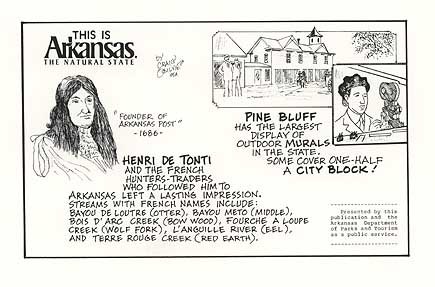 THIS IS
Arkansas.
THE NATURAL STATE
BY
"FOUNDER OF
ARKANSAS POST"
-1686-
HENRI DE TONTI
AND THE FRENCH
HUNTERS-TRADERS
WHO FOLLOWED HIM TO
ARKANSAS LEFT A LASTING IMPRESSION.
STREAMS WITH FRENCH NAMES INCLUDE:
BAYOU DE LOUTRE (OTTER), BAYOU METO (MIDDLE),
BOIS D'ARC CREEK (BOW WOOD), FOURCHE A LOUPE
CREEK (WOLF FORK), L'ANGUILLE RIVER (EEL),
AND TERRE ROUGE CREEK (RED EARTH).
PINE BLUFF
HAS THE LARGEST
DISPLAY OF
OUTDOOR MURALS
IN THE STATE.
SOME COVER ONE-HALF
A CITY BLOCK!
Presented by this
publication and the
Arkansas Department
of Parks and Tourism
as a public service.